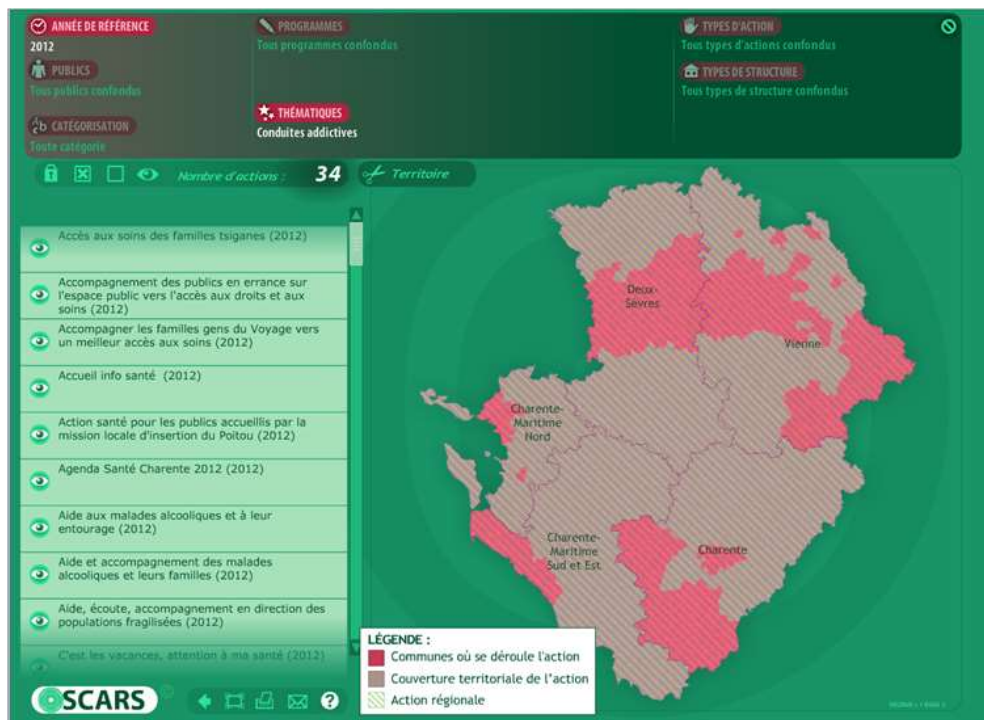 ANNÉE DE RÉFÉRENCE
2012
PUBLICS
Tous publics confondus
CATÉGORISATION
Toute catégorie
PROGRAMMES
Tous programmes confondus
THÉMATIQUES
Conduites addictives
TYPES D'ACTION
Tous types d'actions confondus
TYPES DE STRUCTURE
Tous types de structure confondus
Nombre d'actions : 34
Territoire
Accès aux soins des familles tsiganes (2012)
Accompagnement des publics en errance sur
l'espace public vers l'accès aux droits et aux
soins (2012)
Accompagner les familles gens du Voyage vers
un meilleur accès aux soins (2012)
Accueil info santé (2012)
Action santé pour les publics accueillis par la
mission locale d'insertion du Poitou (2012)
Agenda Santé Charente 2012 (2012)
Aide aux malades alcooliques et à leur
entourage (2012)
Aide et accompagnement des malades
alcooliques et leurs familles (2012)
Aide, écoute, accompagnement en direction des
populations fragilisées (2012)
C'est les vacances, attention à ma santé (2012)
OSCARS
?
Deux-
Sèvres
Vienne
Charente-
Maritime
Nord
Charente-
Maritime
Sud et Est
Charente
LÉGENDE :
Communes où se déroule l'action
Couverture territoriale de l'action
Action régionale